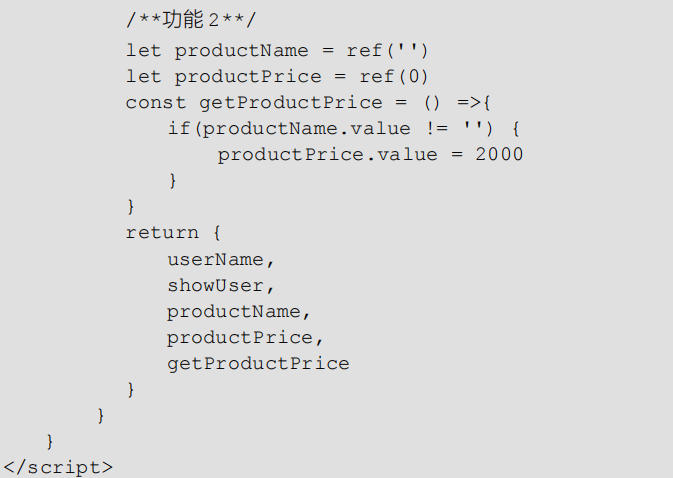 /**功能 2**/
let productName = ref('')
let productPrice = ref(0)
const getProductPrice = () =>{
if(productName.value != '') {
productPrice.value = 2000
}
}
return {
userName,
showUser,
productName,
productPrice,
getProductPrice
}
}
}
</script>